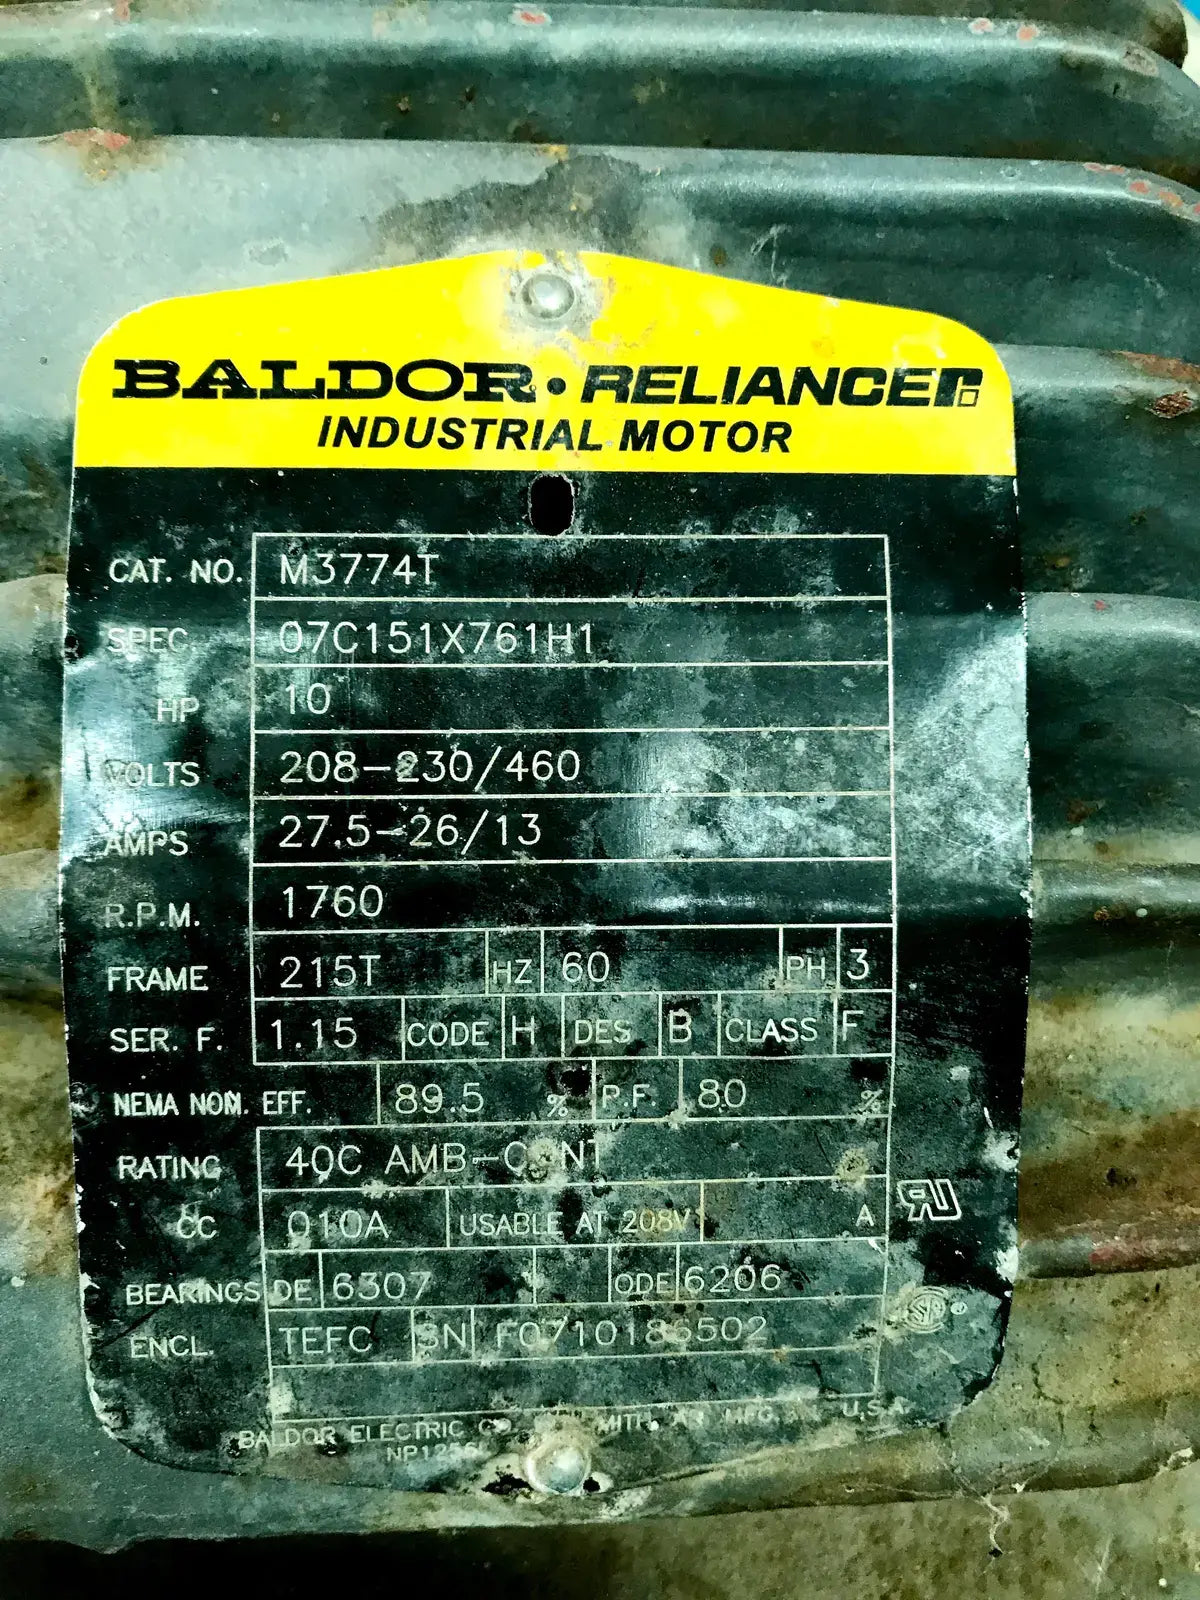 BALDOR • RELIANCE
INDUSTRIAL MOTOR
CAT. NO. M3774T
SPEC. 07C151X761H1
HP 10
VOLTS 208-230/460
AMPS 27.5-26/13
R.P.M. 1760
FRAME 215T HZ 60 PH 3
SER. F. 1.15 CODE H DES B CLASS F
NEMA NOM. EFF. 89.5 % P.F. 80 %
RATING 40C AMB-CONT
CC 010A USABLE AT 208V A
BEARINGS DE 6307 ODE 6206
ENCL. TEFC SN F0710186502
BALDOR ELECTRIC CO. MFG. U.S.A.